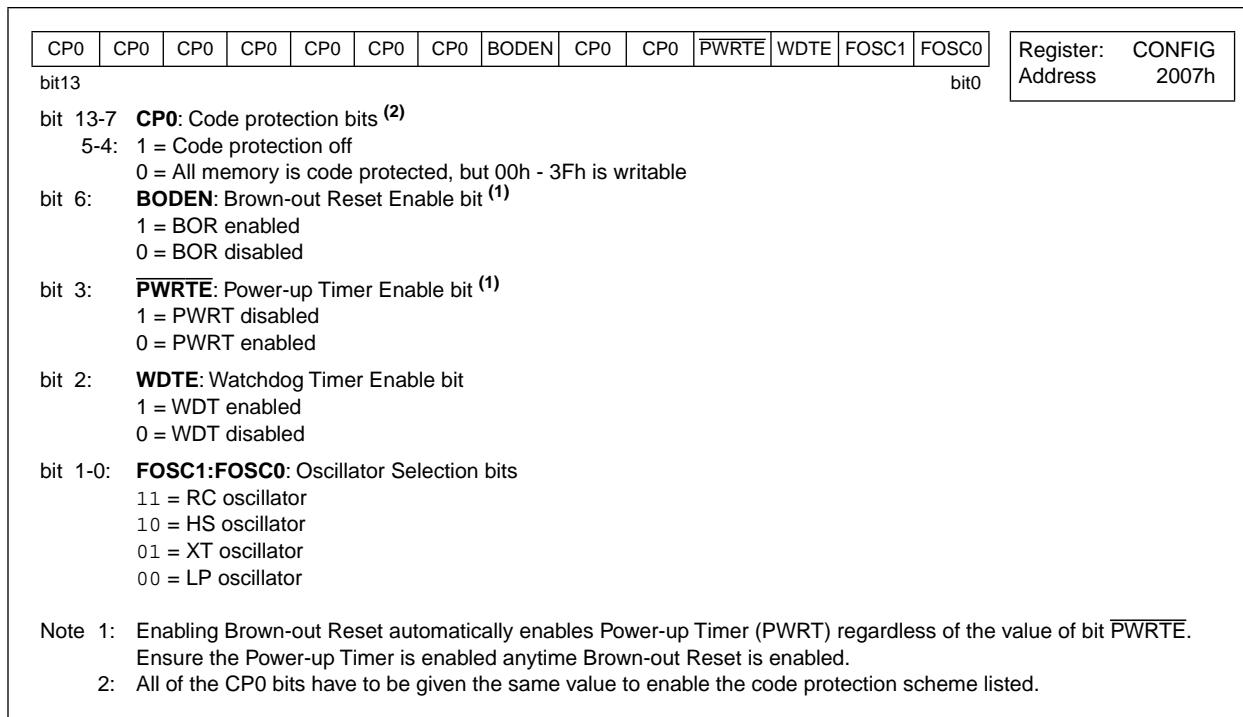 CP0 CP0 CP0 CP0 CP0 CP0 CP0 BODEN CP0 CP0 PWRTE WDTE FOSC1 FOSC0
bit13 bit0
Register: CONFIG
Address 2007h
bit 13-7 CP0: Code protection bits (2)
5-4: 1 = Code protection off
0 = All memory is code protected, but 00h - 3Fh is writable
bit 6: BODEN: Brown-out Reset Enable bit (1)
1 = BOR enabled
0 = BOR disabled
bit 3: PWRTE: Power-up Timer Enable bit (1)
1 = PWRT disabled
0 = PWRT enabled
bit 2: WDTE: Watchdog Timer Enable bit
1 = WDT enabled
0 = WDT disabled
bit 1-0: FOSC1:FOSC0: Oscillator Selection bits
11 = RC oscillator
10 = HS oscillator
01 = XT oscillator
00 = LP oscillator
Note 1: Enabling Brown-out Reset automatically enables Power-up Timer (PWRT) regardless of the value of bit PWRTE.
Ensure the Power-up Timer is enabled anytime Brown-out Reset is enabled.
2: All of the CP0 bits have to be given the same value to enable the code protection scheme listed.